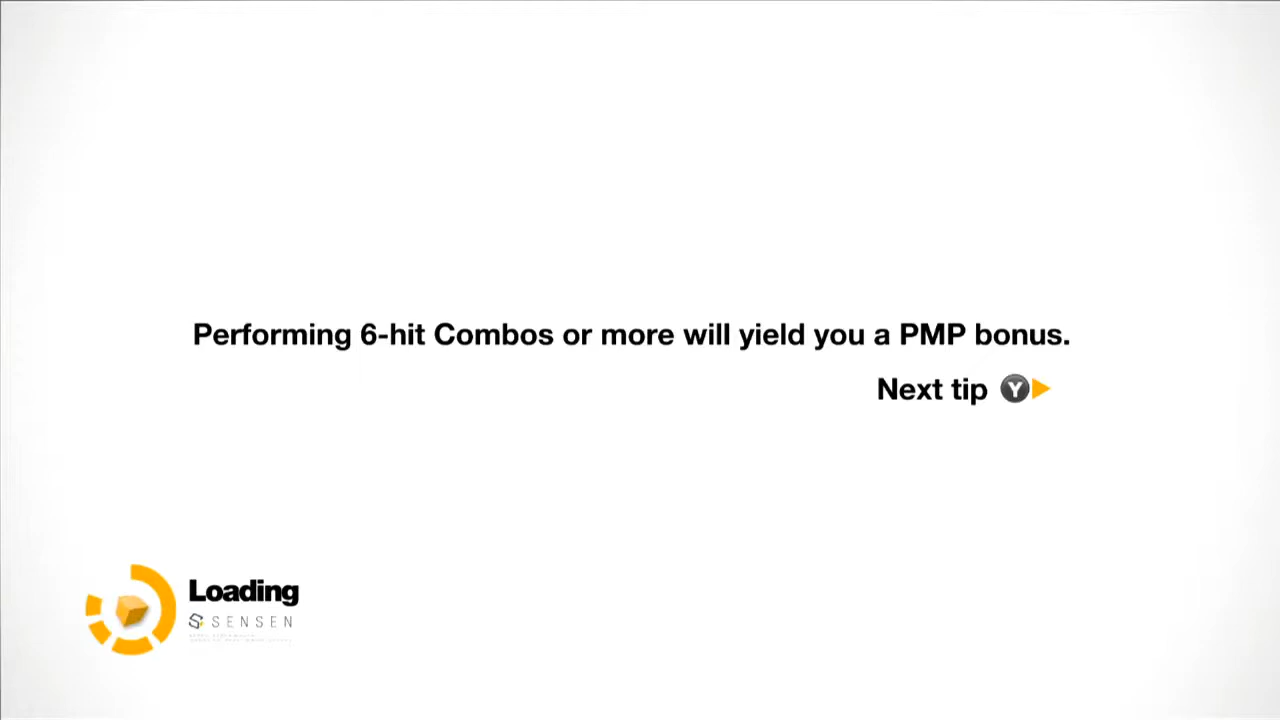 Performing 6-hit Combos or more will yield you a PMP bonus.
Next tip Y
Loading
SENSEN